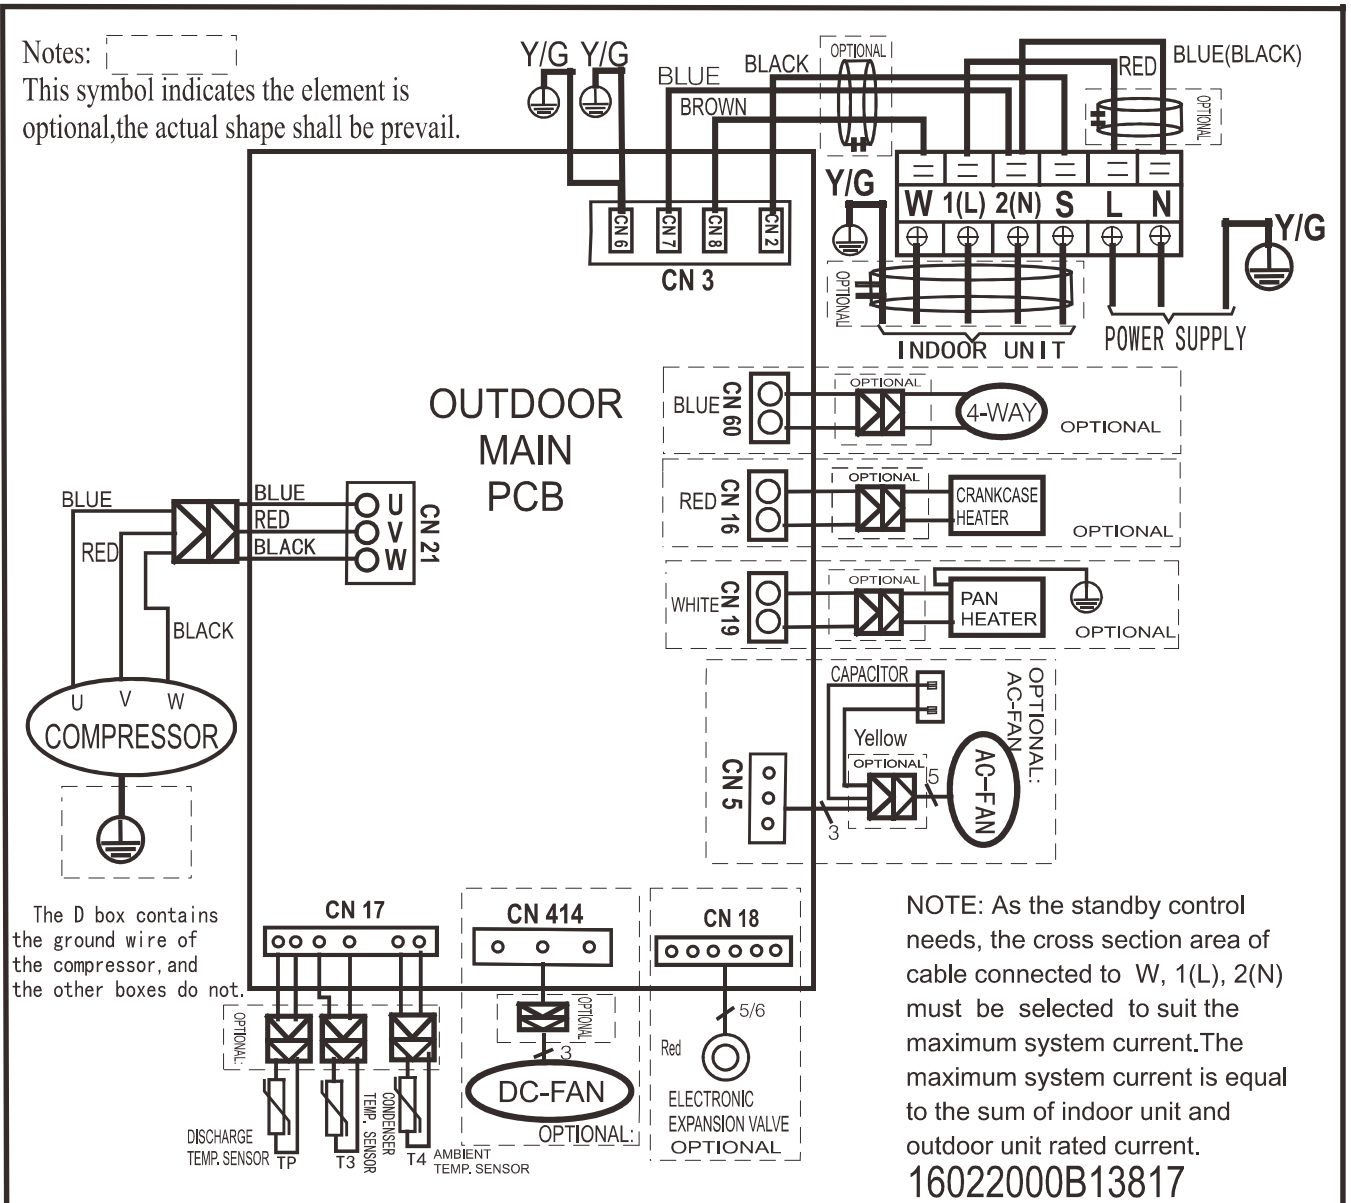 Notes:
This symbol indicates the element is
optional,the actual shape shall be prevail.
Y/G Y/G
BLUE
BLACK
BROWN
OPTIONAL
RED
BLUE(BLACK)
OPTIONAL
Y/G
W 1(L) 2(N) S L N
Y/G
CN 6
CN 7
CN 8
CN 2
CN 3
OPTIONAL
INDOOR UNIT
POWER SUPPLY
OUTDOOR
MAIN
PCB
BLUE
CN 60
OPTIONAL
4-WAY
OPTIONAL
RED
CN 16
OPTIONAL
CRANKCASE
HEATER
OPTIONAL
WHITE
CN 19
OPTIONAL
PAN
HEATER
OPTIONAL
BLUE
RED
BLACK
BLUE
RED
BLACK
U
V
W
CN 21
U V W
COMPRESSOR
CAPACITOR
OPTIONAL:
AC-FAN
Yellow
OPTIONAL
CN 5
3
5
AC-FAN
The D box contains
the ground wire of
the compressor,and
the other boxes do not.
CN 17
OPTIONAL:
DISCHARGE
TEMP. SENSOR
TP
T3
CONDENSER
TEMP. SENSOR
T4
AMBIENT
TEMP. SENSOR
CN 414
OPTIONAL
3
DC-FAN
OPTIONAL:
CN 18
5/6
Red
ELECTRONIC
EXPANSION VALVE
OPTIONAL
NOTE: As the standby control
needs, the cross section area of
cable connected to W, 1(L), 2(N)
must be selected to suit the
maximum system current.The
maximum system current is equal
to the sum of indoor unit and
outdoor unit rated current.
16022000B13817